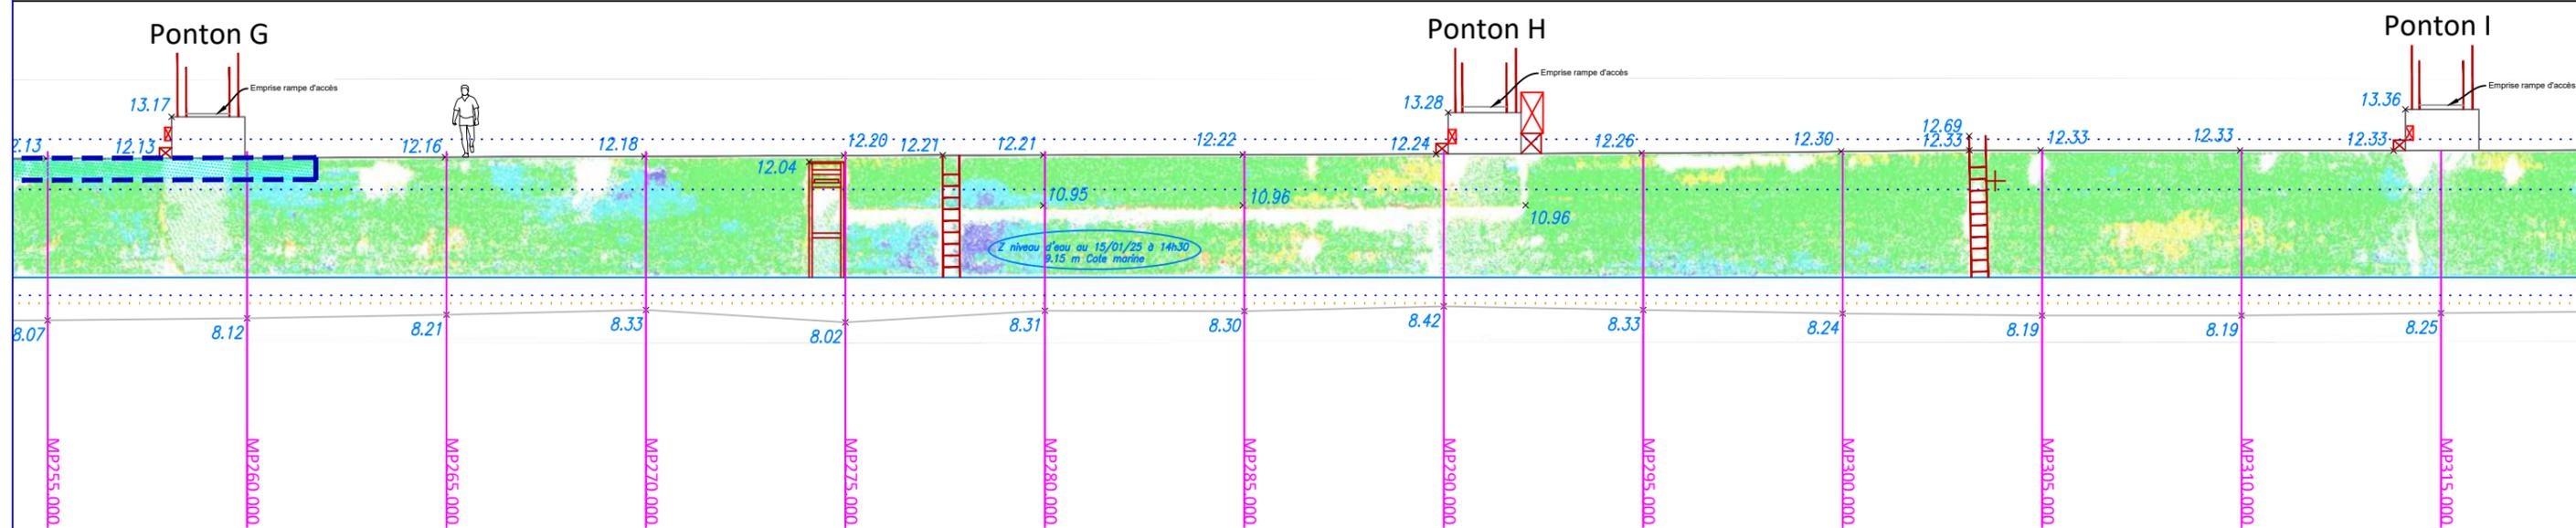 Ponton G
Ponton H
Ponton I
Emprise rampe d'accès
Emprise rampe d'accès
Emprise rampe d'accès
13.17
13.28
13.36
2.13
12.13
12.16
12.18
12.04
12.20
12.21
12.21
12.22
12.24
12.26
12.30
12.69
12.33
12.33
12.33
12.33
10.95
10.96
10.96
Z niveau d'eau au 15/01/25 à 14h30
9.15 m Cote marine
8.07
8.12
8.21
8.33
8.02
8.31
8.30
8.42
8.33
8.24
8.19
8.19
8.25
MP255.000
MP260.000
MP265.000
MP270.000
MP275.000
MP280.000
MP285.000
MP290.000
MP295.000
MP300.000
MP305.000
MP310.000
MP315.000